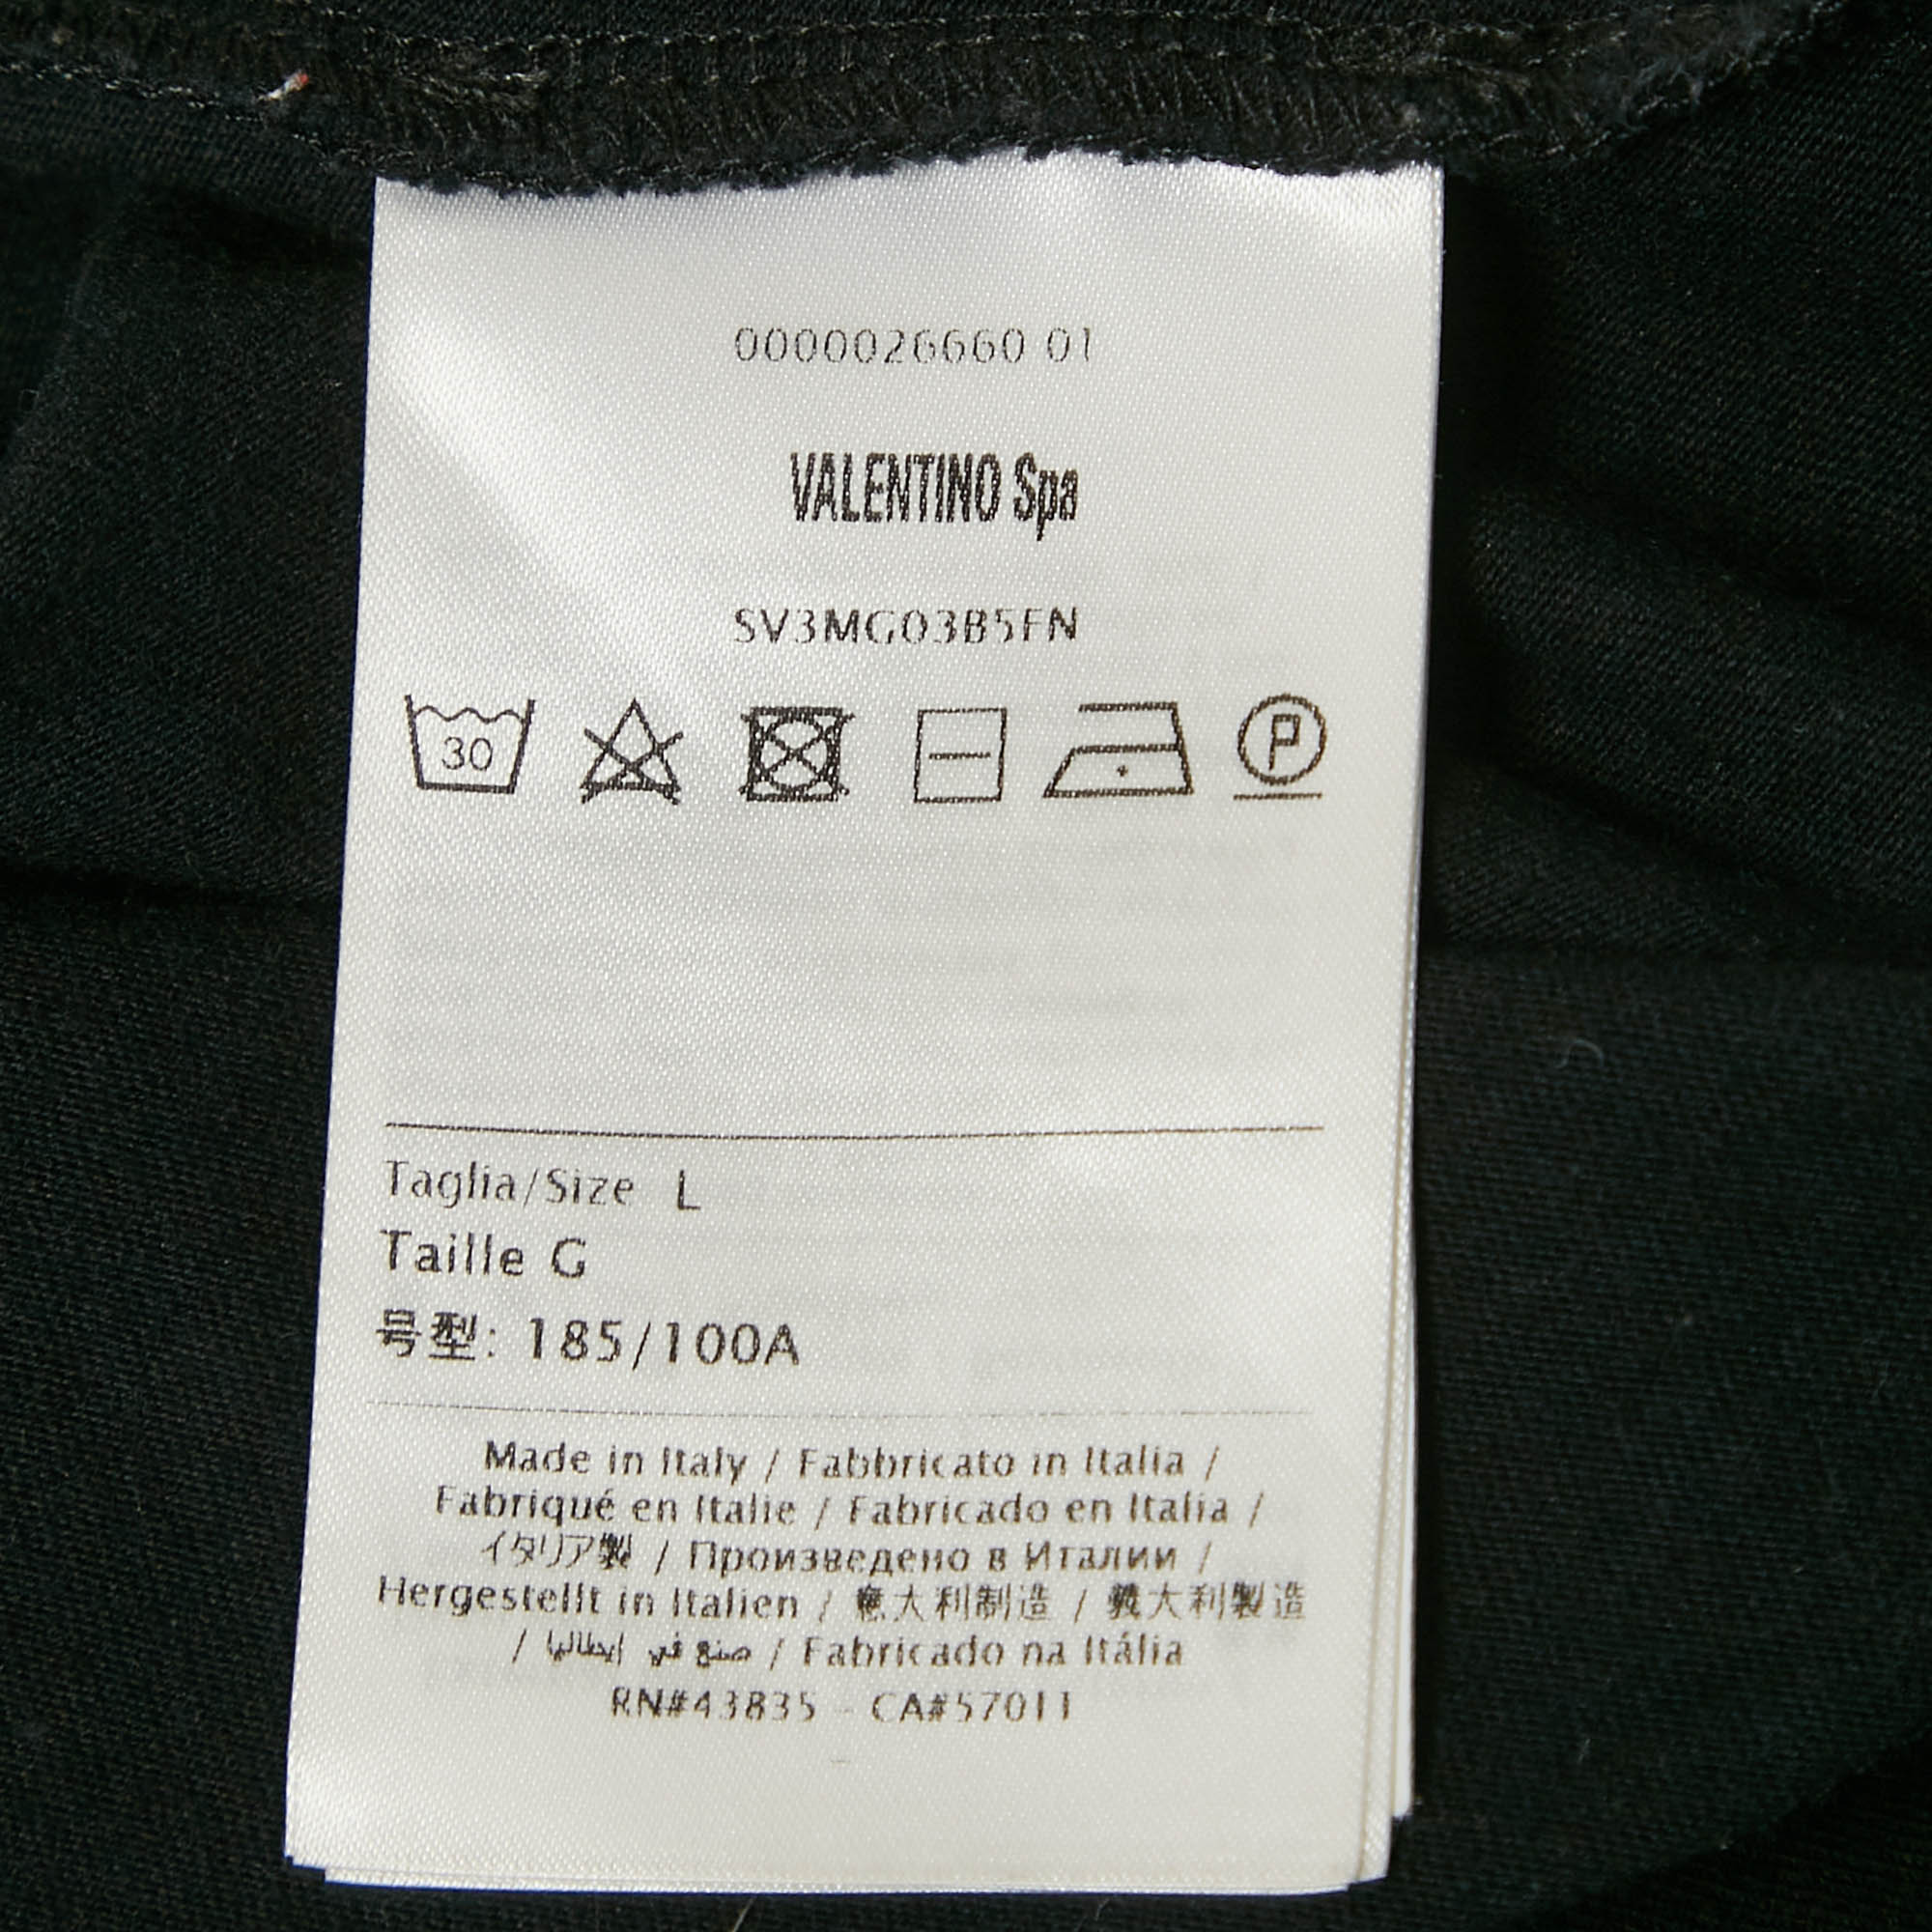 0000026660 01
VALENTINO Spa
SV3MG03B5FN
30 P
Taglia/Size L
Taille G
号型: 185/100A
Made in Italy / Fabbricato in Italia /
Fabriqué en Italie / Fabricado en Italia /
イタリア製 / Произведено в Италии /
Hergestellt in Italien / 意大利制造 / 義大利製造
/ صنع في إيطاليا / Fabricado na Itália
RN#43835 - CA#57011